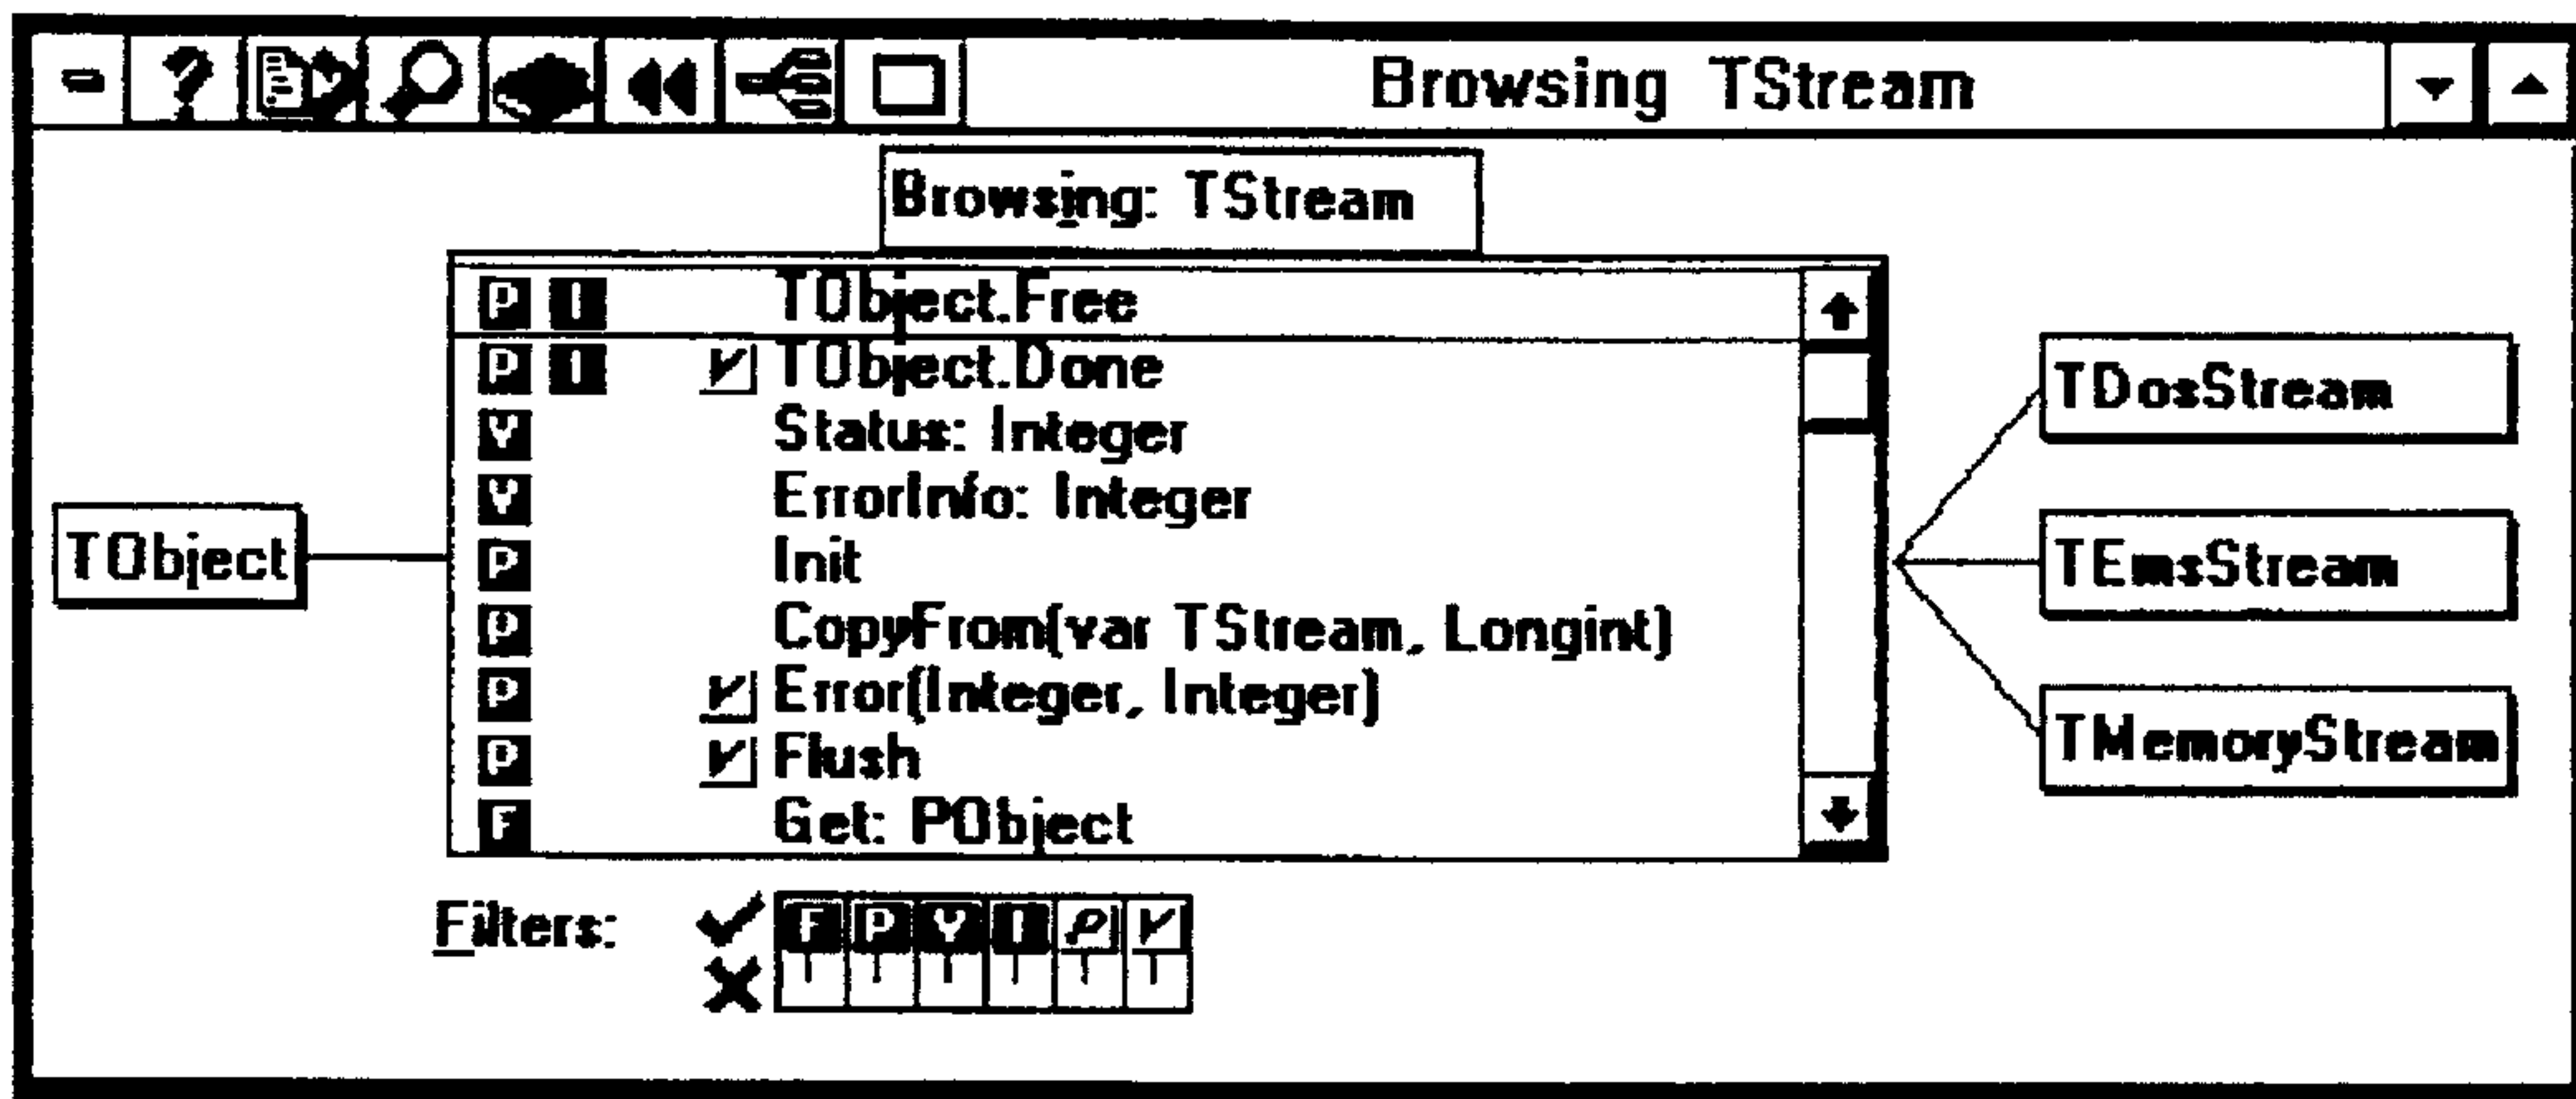 Browsing TStream
Browsing: TStream
P I TObject.Free
P I V TObject.Done
V Status: Integer
V ErrorInfo: Integer
P Init
P CopyFrom(var TStream, Longint)
P V Error(Integer, Integer)
P V Flush
F Get: PObject
TObject
TDosStream
TEmsStream
TMemoryStream
Filters: F P V I P V